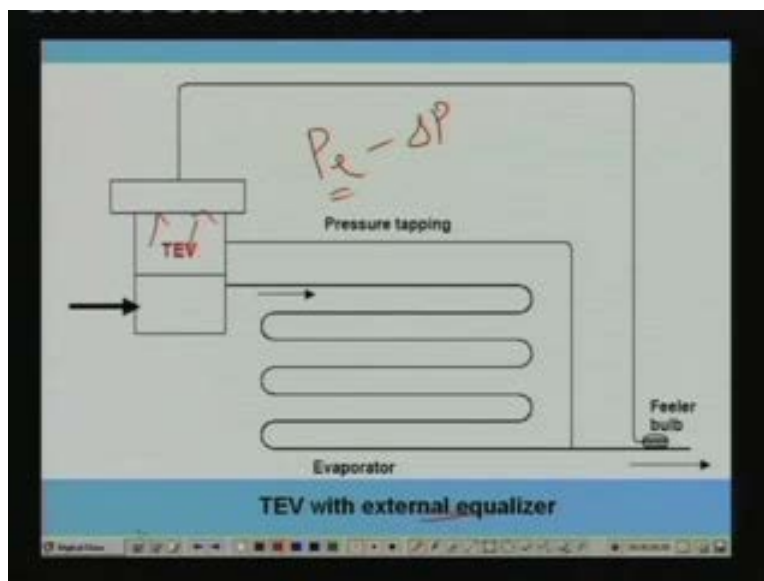 Pe - ΔP
Pressure tapping
TEV
Feeler
bulb
Evaporator
TEV with external equalizer